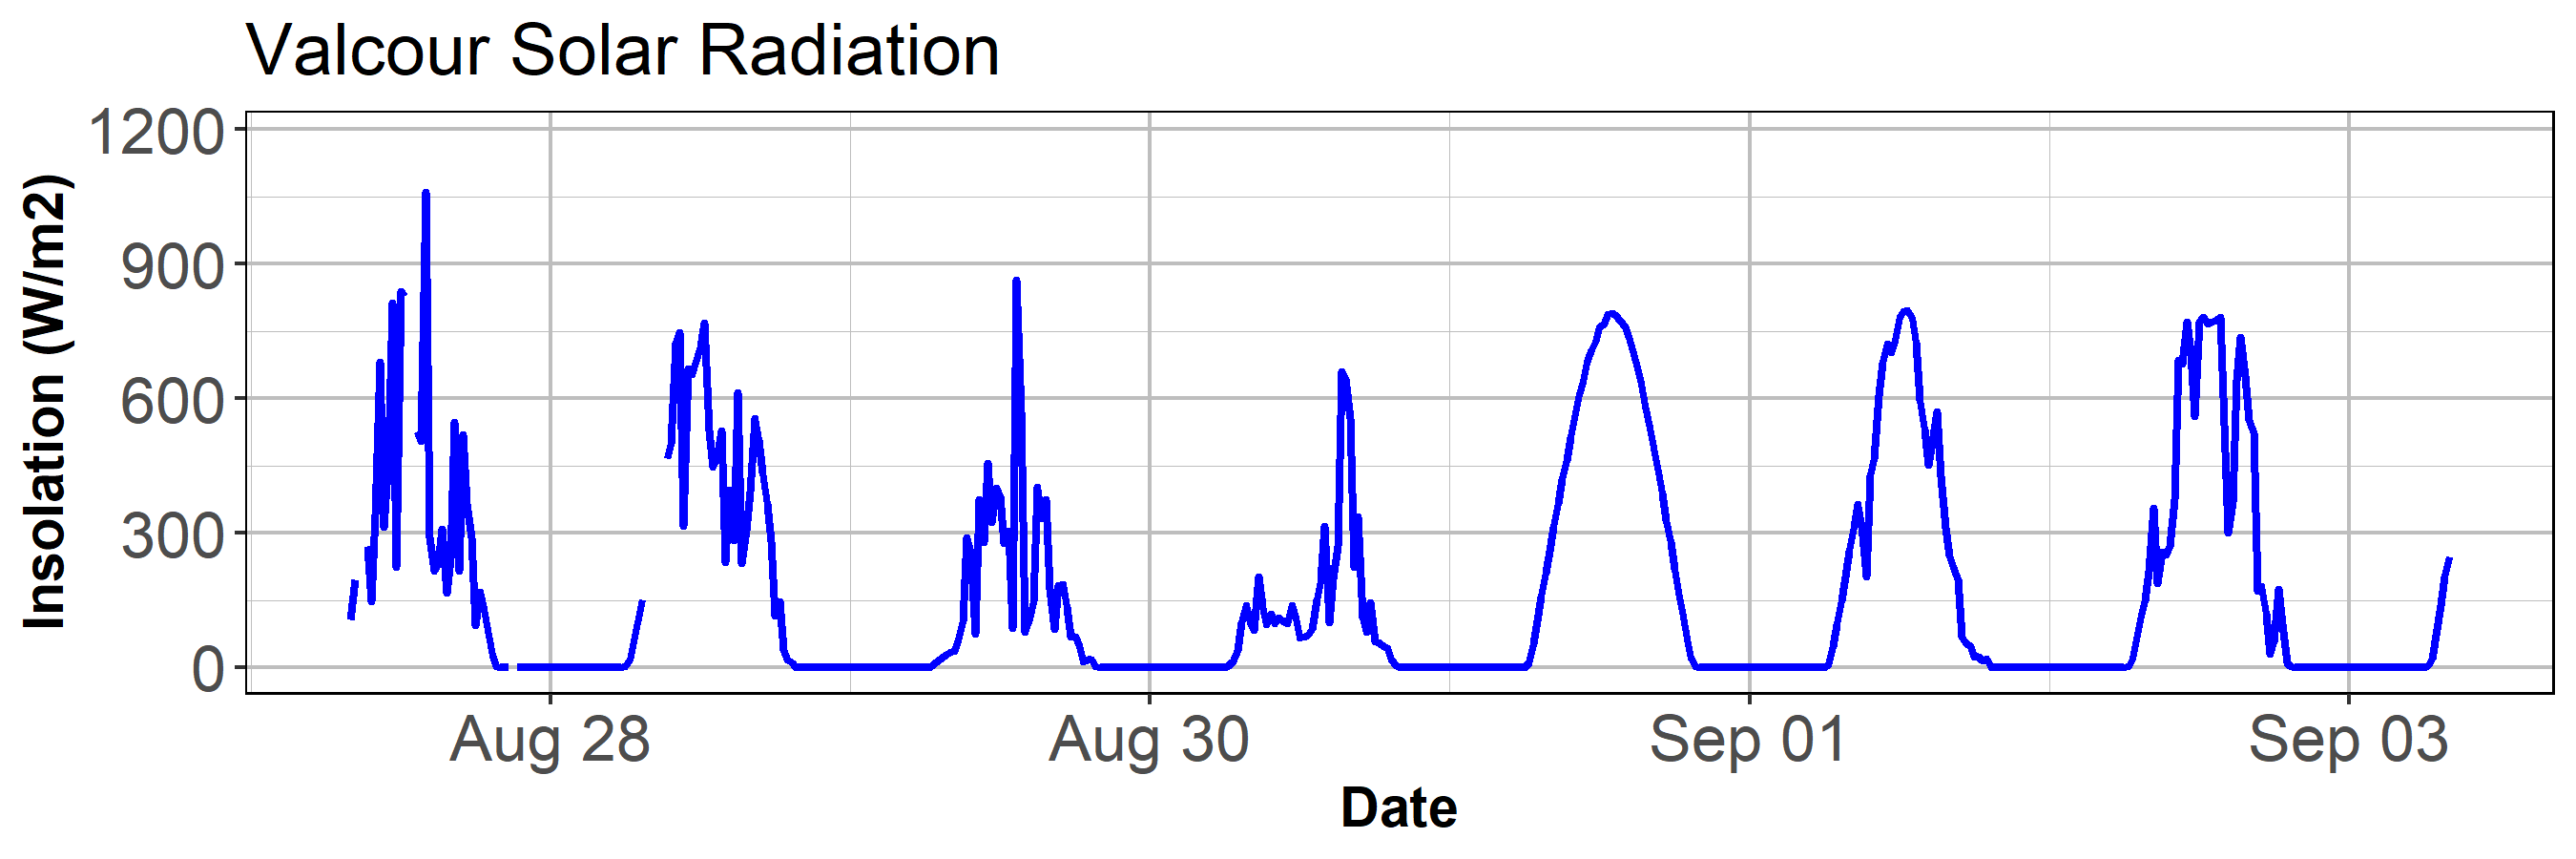 Valcour Solar Radiation
1200
900
600
300
0
Insolation (W/m2)
Aug 28 Aug 30 Sep 01 Sep 03
Date